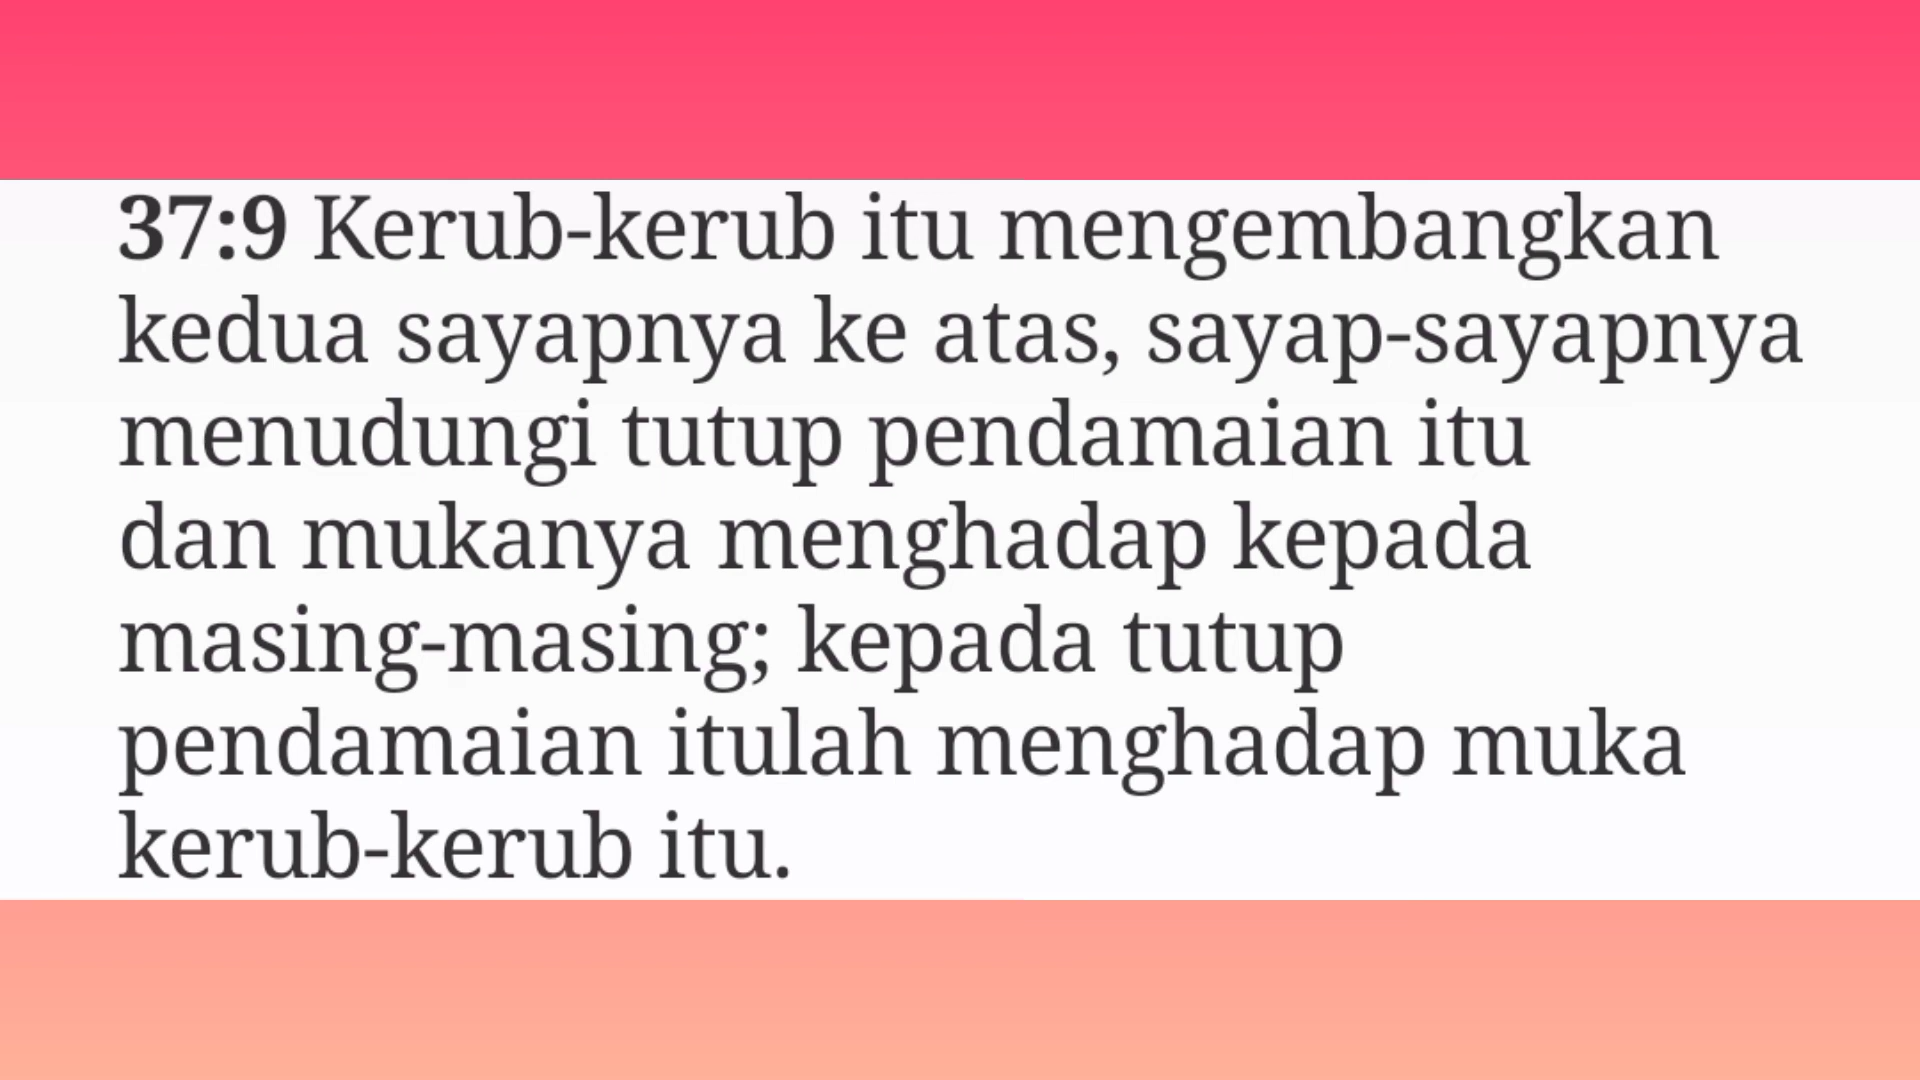 37:9 Kerub-kerub itu mengembangkan
kedua sayapnya ke atas, sayap-sayapnya
menudungi tutup pendamaian itu
dan mukanya menghadap kepada
masing-masing; kepada tutup
pendamaian itulah menghadap muka
kerub-kerub itu.